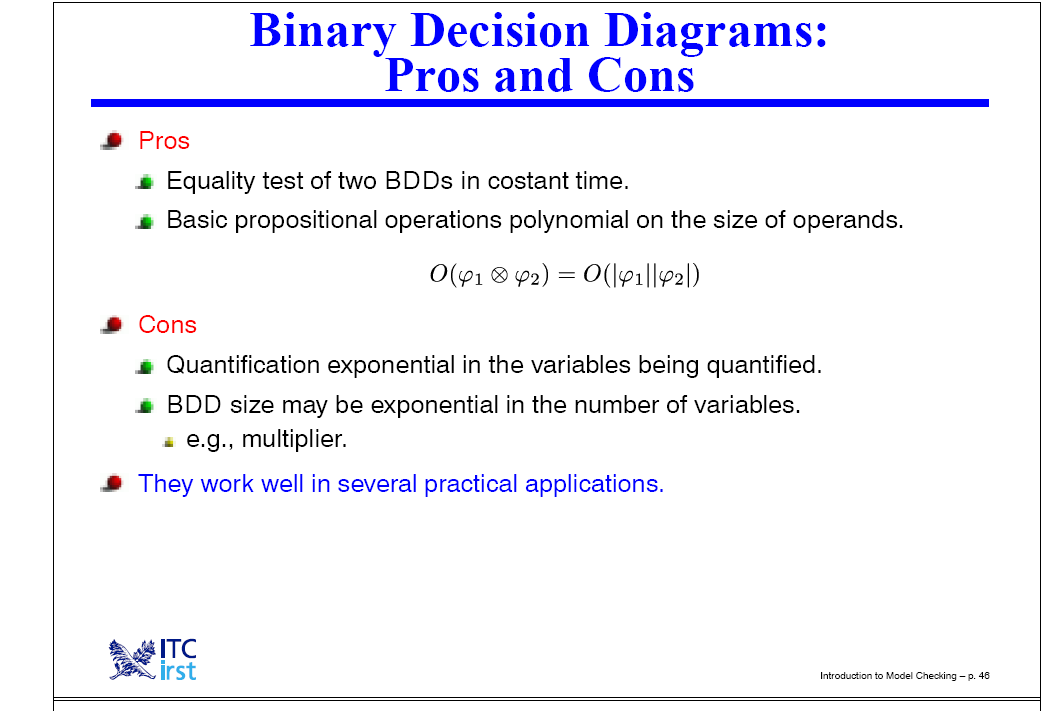 Binary Decision Diagrams:
Pros and Cons
Pros
Equality test of two BDDs in costant time.
Basic propositional operations polynomial on the size of operands.
O(φ₁ ⊗ φ₂) = O(|φ₁||φ₂|)
Cons
Quantification exponential in the variables being quantified.
BDD size may be exponential in the number of variables.
e.g., multiplier.
They work well in several practical applications.
ITC
irst
Introduction to Model Checking – p. 46